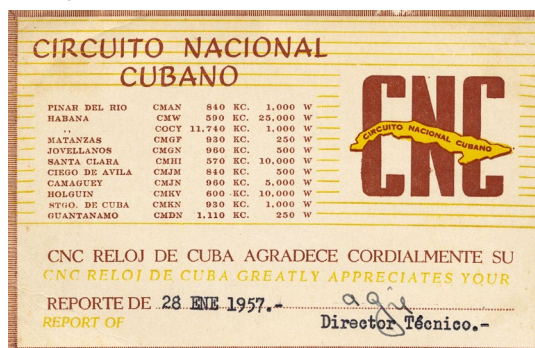 CIRCUITO NACIONAL
CUBANO
PINAR DEL RIO CMAN 840 KC. 1,000 W
HABANA CMW 590 KC. 25,000 W
,, COCY 11.740 KC. 1,000 W
MATANZAS CMGF 930 KC. 250 W
JOVELLANOS CMGN 990 KC. 500 W
SANTA CLARA CMHI 570 KC. 10,000 W
CIEGO DE AVILA CMJM 840 KC. 500 W
CAMAGUEY CMJN 960 KC. 5,000 W
HOLGUIN CMKV 600 KC. 10,000 W
STGO. DE CUBA CMKN 930 KC. 1,000 W
GUANTANAMO CMDN 1,110 KC. 250 W
CNC
CIRCUITO NACIONAL CUBANO
CNC RELOJ DE CUBA AGRADECE CORDIALMENTE SU
CNC RELOJ DE CUBA GREATLY APPRECIATES YOUR
REPORTE DE 28 ENE 1957.-
REPORT OF
Director Técnico.-